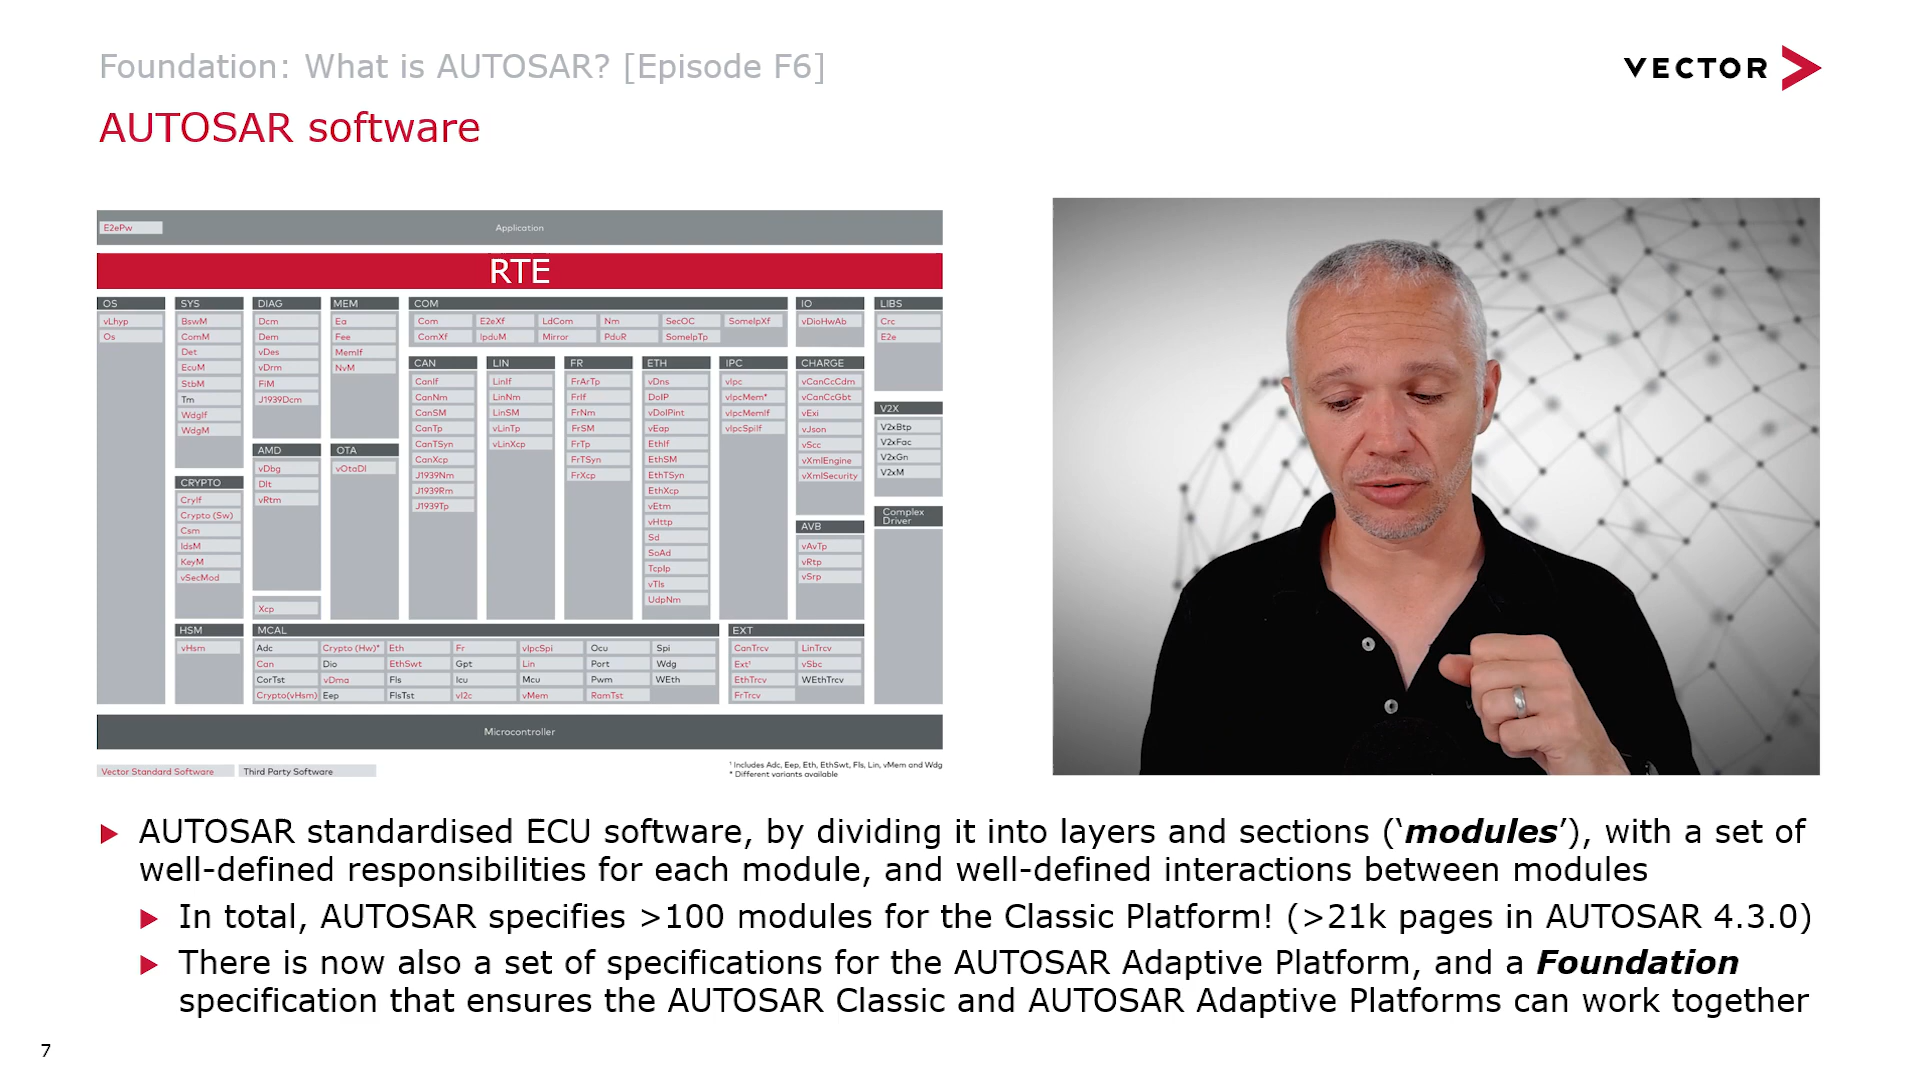 Foundation: What is AUTOSAR? [Episode F6]
VECTOR
AUTOSAR software
E2ePw
Application
RTE
OS
vLhyp
Os
SYS
BswM
ComM
Det
EcuM
StbM
Tm
WdgIf
WdgM
CRYPTO
CryIf
Crypto (Sw)
Csm
IdsM
KeyM
vSecMod
HSM
vHsm
DIAG
Dcm
Dem
vDes
vDrm
FiM
J1939Dcm
AMD
vDbg
Dlt
vRtm
Xcp
MEM
Ea
Fee
MemIf
NvM
OTA
vOtaDl
COM
Com E2eXf LdCom Nm SecOC SomeIpXf
ComXf IpduM Mirror PduR SomeIpTp
CAN
CanIf
CanNm
CanSM
CanTp
CanTSyn
CanXcp
J1939Nm
J1939Rm
J1939Tp
LIN
LinIf
LinNm
LinSM
vLinTp
vLinXcp
FR
FrArTp
FrIf
FrNm
FrSM
FrTp
FrTSyn
FrXcp
ETH
vDns
DoIP
vDoIPint
vEap
EthIf
EthSM
EthTSyn
EthXcp
vEtm
vHttp
Sd
SoAd
TcpIp
vTls
UdpNm
IPC
vIpc
vIpcMem*
vIpcMemIf
vIpcSpiIf
IO
vDioHwAb
CHARGE
vCanCcCdm
vCanCcGbt
vExi
vJson
vScc
vXmlEngine
vXmlSecurity
AVB
vAvTp
vRtp
vSrp
LIBS
Crc
E2e
V2X
V2xBtp
V2xFac
V2xGn
V2xM
Complex
Driver
MCAL
Adc Crypto (Hw)* Eth Fr vIpcSpi Ocu Spi
Can Dio EthSwt Gpt Lin Port Wdg
CorTst vDma Fls Icu Mcu Pwm WEth
Crypto(vHsm) Eep FlsTst vI2c vMem RamTst
EXT
CanTrcv LinTrcv
Ext¹ vSbc
EthTrcv WEthTrcv
FrTrcv
Microcontroller
Vector Standard Software Third Party Software
¹ Includes Adc, Eep, Eth, EthSwt, Fls, Lin, vMem and Wdg
* Different variants available
AUTOSAR standardised ECU software, by dividing it into layers and sections (‘modules’), with a set of
well-defined responsibilities for each module, and well-defined interactions between modules
In total, AUTOSAR specifies >100 modules for the Classic Platform! (>21k pages in AUTOSAR 4.3.0)
There is now also a set of specifications for the AUTOSAR Adaptive Platform, and a Foundation
specification that ensures the AUTOSAR Classic and AUTOSAR Adaptive Platforms can work together
7